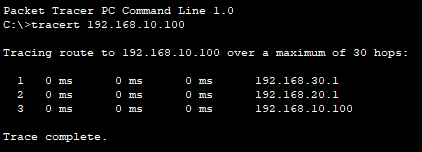 Packet Tracer PC Command Line 1.0
C:\>tracert 192.168.10.100
Tracing route to 192.168.10.100 over a maximum of 30 hops:
1 0 ms 0 ms 0 ms 192.168.30.1
2 0 ms 0 ms 0 ms 192.168.20.1
3 0 ms 0 ms 0 ms 192.168.10.100
Trace complete.